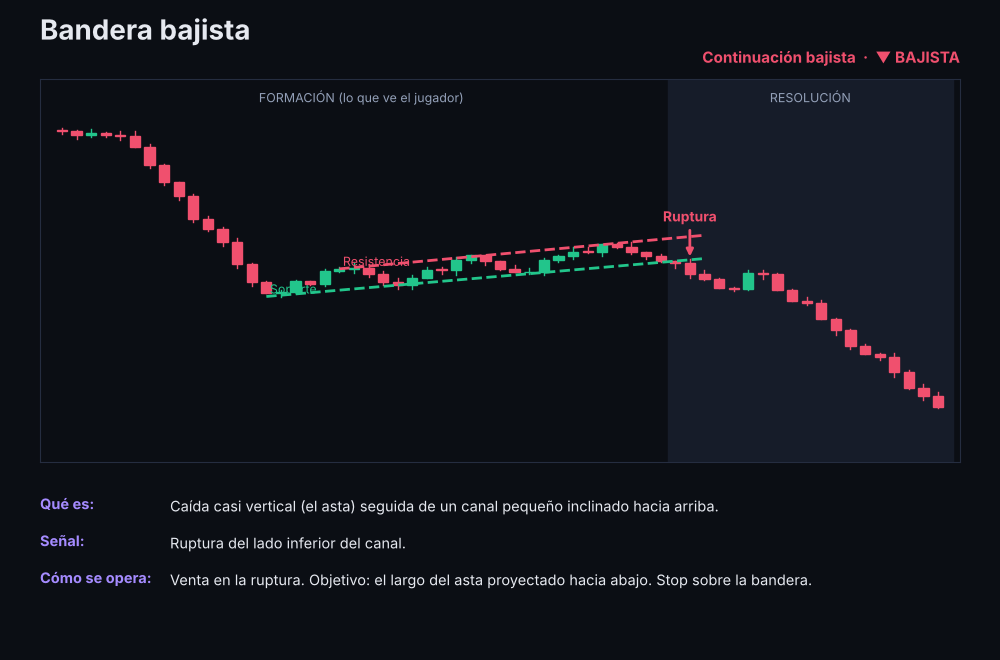 Bandera bajista
Continuación bajista · ▼ BAJISTA
FORMACIÓN (lo que ve el jugador)
RESOLUCIÓN
Ruptura
Resistencia
Soporte
Qué es:
Caída casi vertical (el asta) seguida de un canal pequeño inclinado hacia arriba.
Señal:
Ruptura del lado inferior del canal.
Cómo se opera:
Venta en la ruptura. Objetivo: el largo del asta proyectado hacia abajo. Stop sobre la bandera.